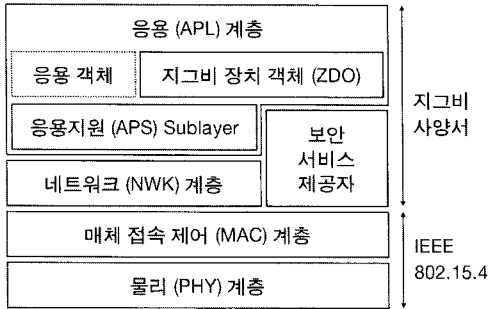 응용 (APL) 계층
응용 객체
지그비 장치 객체 (ZDO)
응용지원 (APS) Sublayer
보안
서비스
제공자
네트워크 (NWK) 계층
매체 접속 제어 (MAC) 계층
물리 (PHY) 계층
지그비
사양서
IEEE
802.15.4